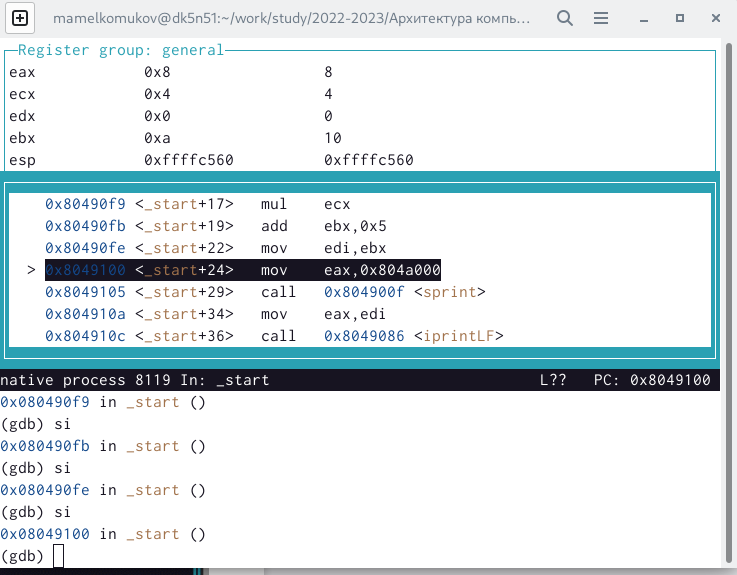 mamelkomukov@dk5n51:~/work/study/2022-2023/Архитектура компь…
Register group: general
eax 0x8 8
ecx 0x4 4
edx 0x0 0
ebx 0xa 10
esp 0xffffc560 0xffffc560
0x80490f9 <_start+17> mul ecx
0x80490fb <_start+19> add ebx,0x5
0x80490fe <_start+22> mov edi,ebx
> 0x8049100 <_start+24> mov eax,0x804a000
0x8049105 <_start+29> call 0x804900f <sprint>
0x804910a <_start+34> mov eax,edi
0x804910c <_start+36> call 0x8049086 <iprintLF>
native process 8119 In: _start L?? PC: 0x8049100
0x080490f9 in _start ()
(gdb) si
0x080490fb in _start ()
(gdb) si
0x080490fe in _start ()
(gdb) si
0x08049100 in _start ()
(gdb)